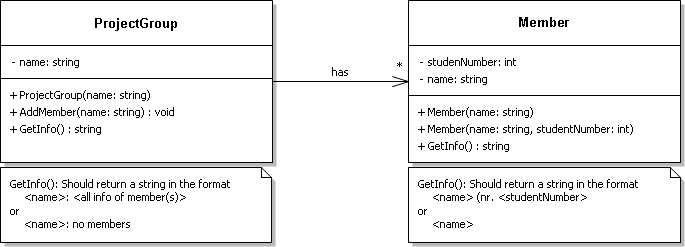 ProjectGroup
- name: string
+ ProjectGroup(name: string)
+ AddMember(name: string) : void
+ GetInfo() : string
GetInfo(): Should return a string in the format
<name>: <all info of member(s)>
or
<name>: no members
has
*
Member
- studenNumber: int
- name: string
+ Member(name: string)
+ Member(name: string, studentNumber: int)
+ GetInfo() : string
GetInfo(): Should return a string in the format
<name> (nr. <studentNumber>
or
<name>